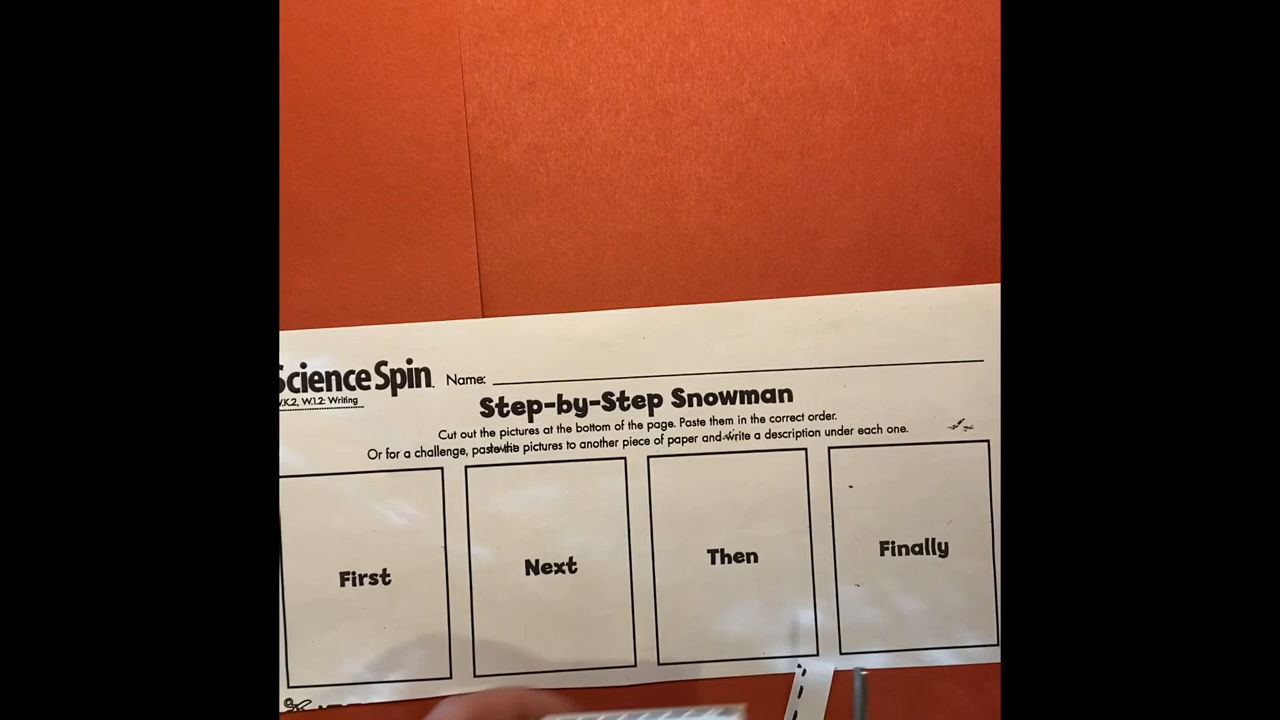 Science Spin. Name:
W.K.2, W.1.2: Writing
Step-by-Step Snowman
Cut out the pictures at the bottom of the page. Paste them in the correct order.
Or for a challenge, paste the pictures to another piece of paper and write a description under each one.
First Next Then Finally